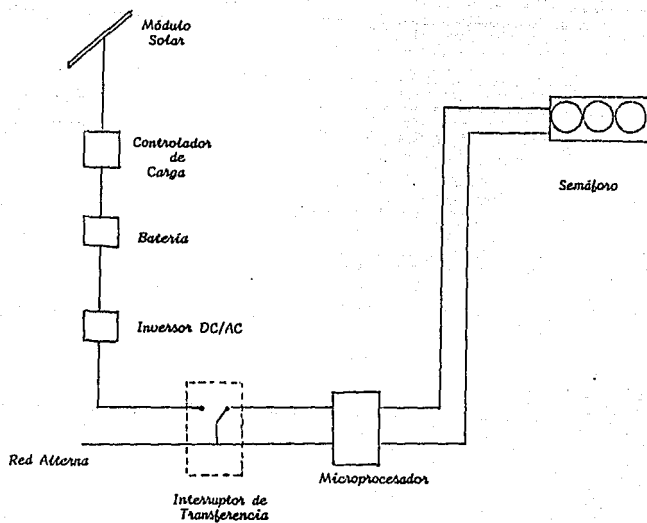 Módulo
Solar
Controlador
de
Carga
Semáforo
Batería
Inversor DC/AC
Red Alterna
Microprocesador
Interruptor de
Transferencia